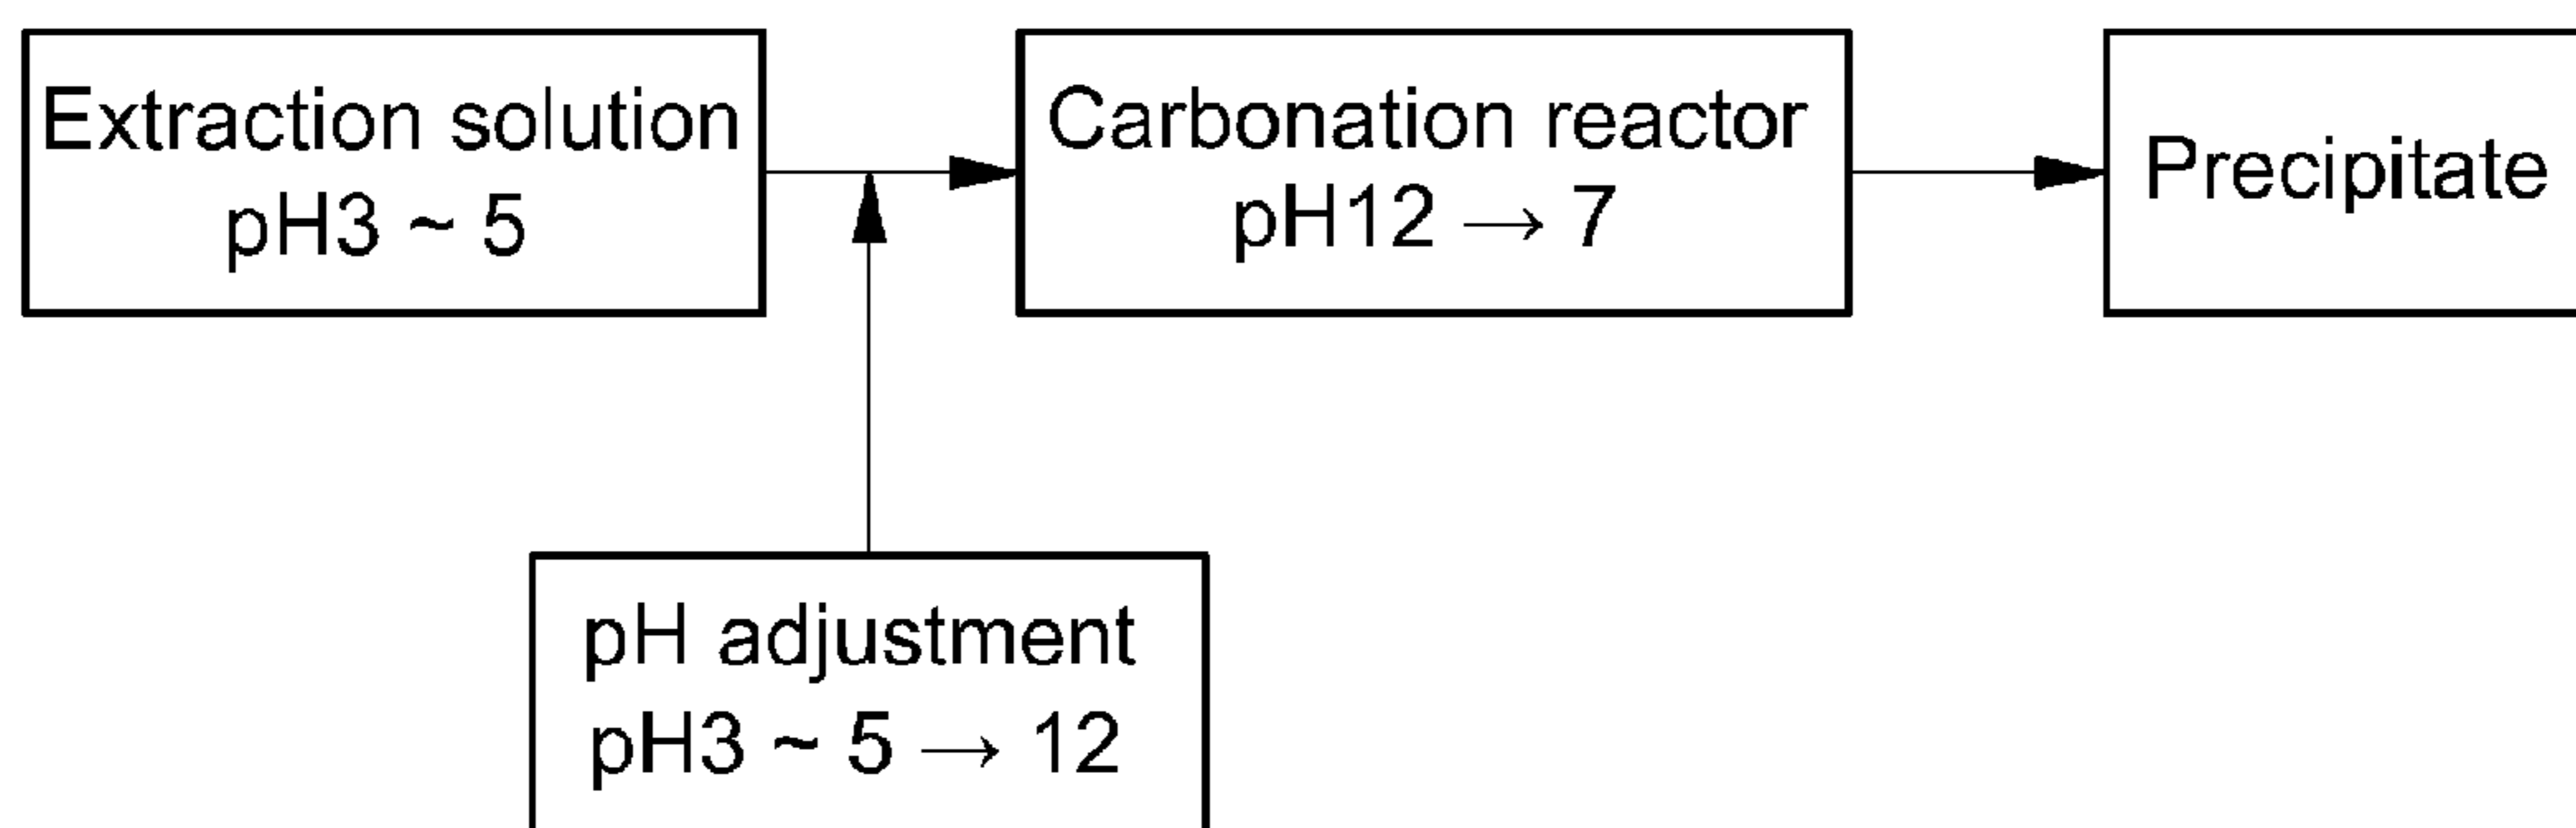 Extraction solution
pH3 ~ 5
Carbonation reactor
pH12 → 7
Precipitate
pH adjustment
pH3 ~ 5 → 12